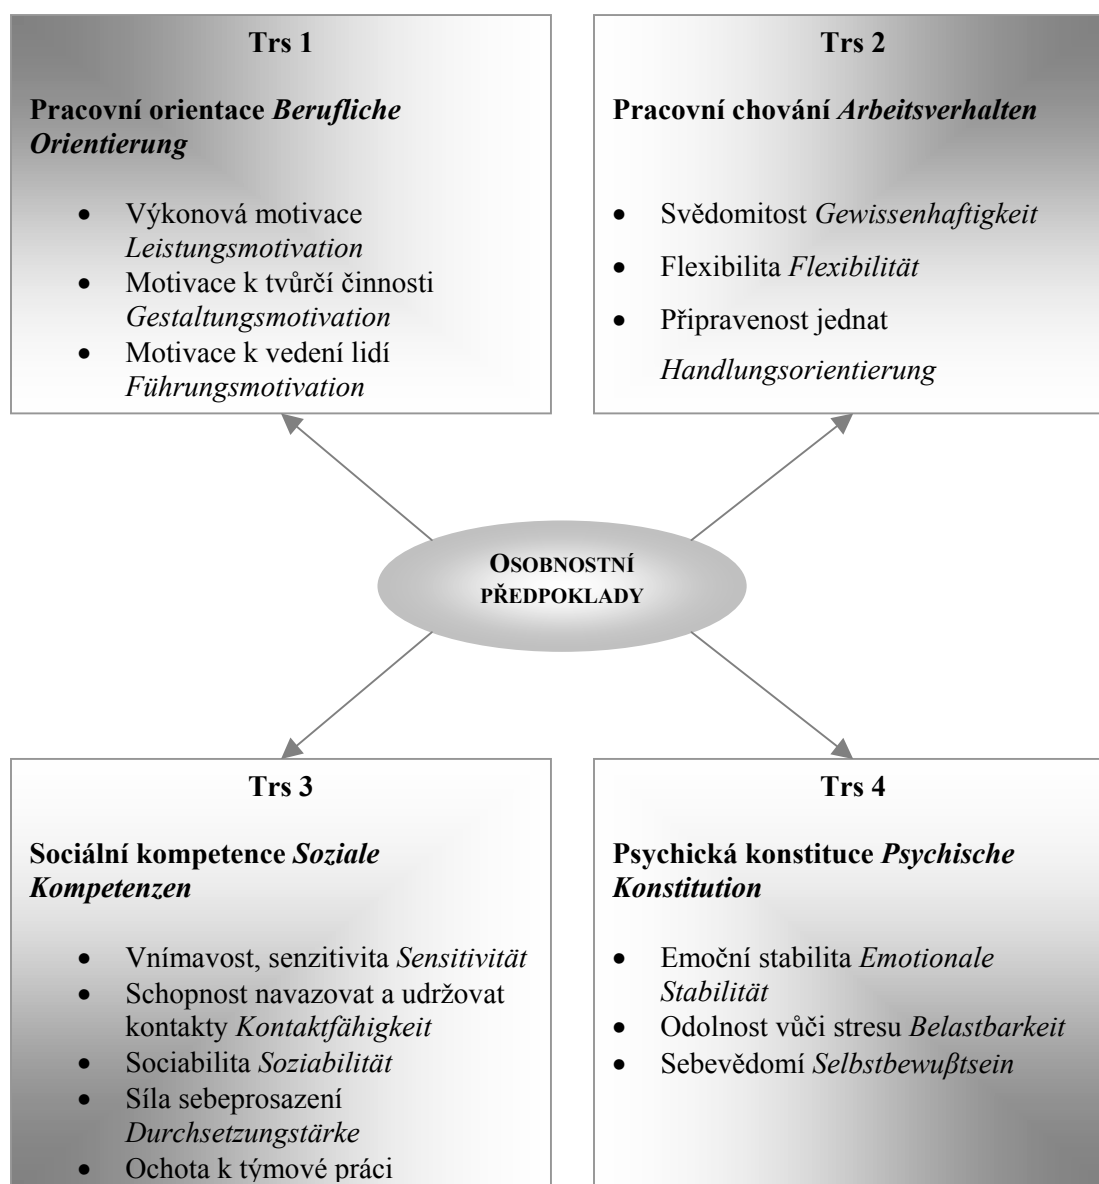 Trs 1
Pracovní orientace Berufliche
Orientierung
• Výkonová motivace
Leistungsmotivation
• Motivace k tvůrčí činnosti
Gestaltungsmotivation
• Motivace k vedení lidí
Führungsmotivation
Trs 2
Pracovní chování Arbeitsverhalten
• Svědomitost Gewissenhaftigkeit
• Flexibilita Flexibilität
• Připravenost jednat
Handlungsorientierung
OSOBNOSTNÍ
PŘEDPOKLADY
Trs 3
Sociální kompetence Soziale
Kompetenzen
• Vnímavost, senzitivita Sensitivität
• Schopnost navazovat a udržovat
kontakty Kontaktfähigkeit
• Sociabilita Soziabilität
• Síla sebeprosazení
Durchsetzungstärke
• Ochota k týmové práci
Trs 4
Psychická konstituce Psychische
Konstitution
• Emoční stabilita Emotionale
Stabilität
• Odolnost vůči stresu Belastbarkeit
• Sebevědomí Selbstbewuβtsein